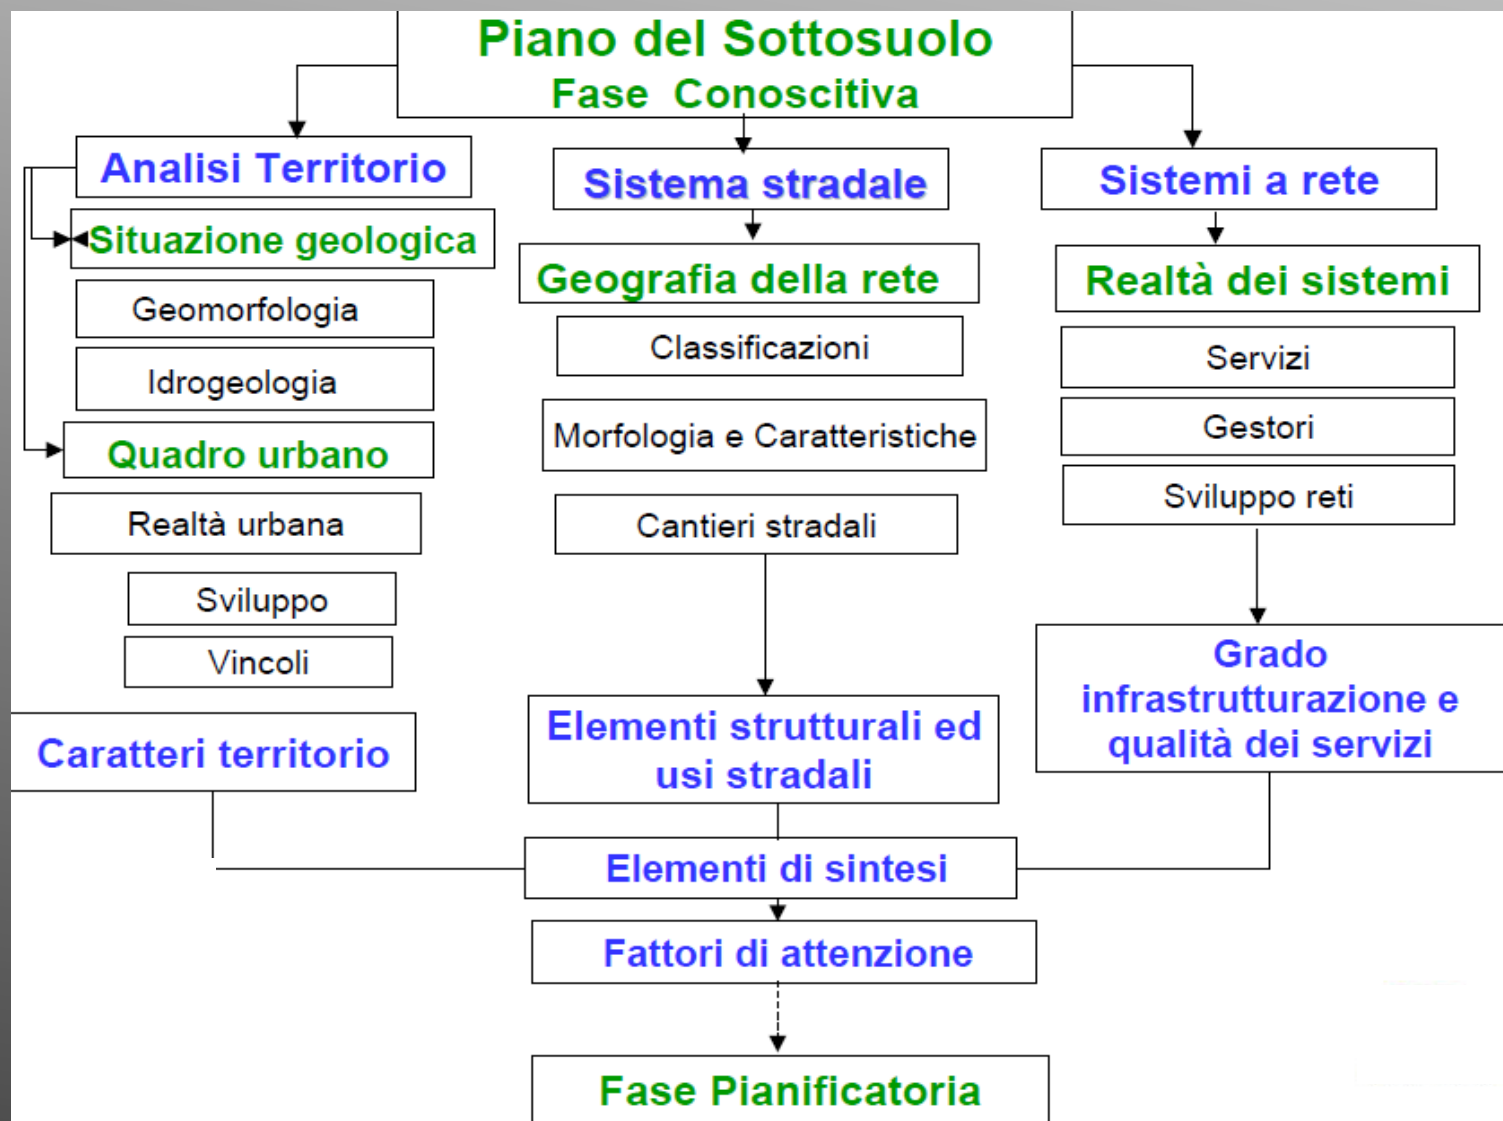 Piano del Sottosuolo
Fase Conoscitiva
Analisi Territorio
Situazione geologica
Geomorfologia
Idrogeologia
Quadro urbano
Realtà urbana
Sviluppo
Vincoli
Caratteri territorio
Sistema stradale
Geografia della rete
Classificazioni
Morfologia e Caratteristiche
Cantieri stradali
Elementi strutturali ed
usi stradali
Sistemi a rete
Realtà dei sistemi
Servizi
Gestori
Sviluppo reti
Grado
infrastrutturazione e
qualità dei servizi
Elementi di sintesi
Fattori di attenzione
Fase Pianificatoria